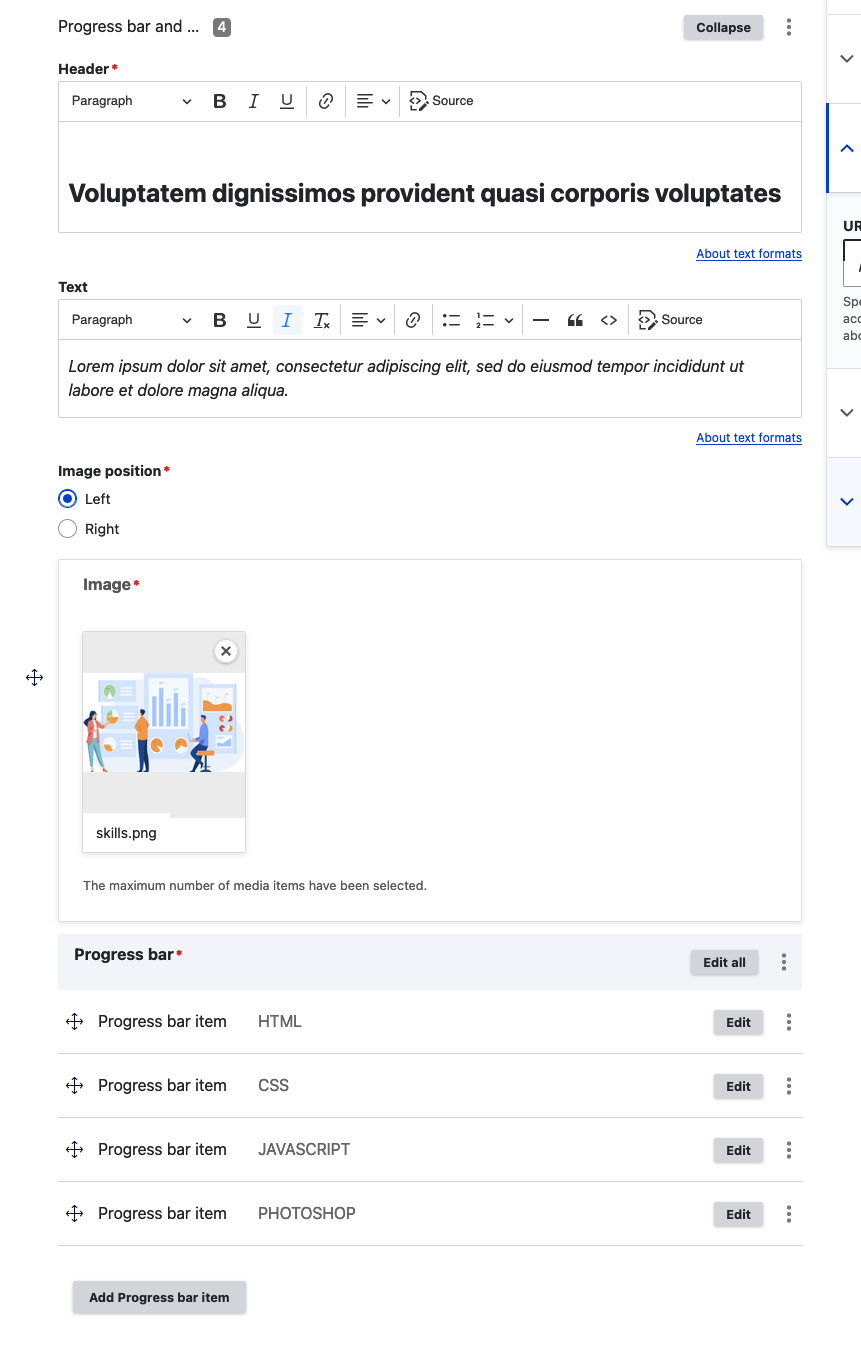 Progress bar and ... 4 Collapse
Header*
Paragraph B I U Source
Voluptatem dignissimos provident quasi corporis voluptates
About text formats
Text
Paragraph B U I Tx Source
Lorem ipsum dolor sit amet, consectetur adipiscing elit, sed do eiusmod tempor incididunt ut
labore et dolore magna aliqua.
About text formats
Image position*
Left
Right
Image*
skills.png
The maximum number of media items have been selected.
Progress bar* Edit all
Progress bar item HTML Edit
Progress bar item CSS Edit
Progress bar item JAVASCRIPT Edit
Progress bar item PHOTOSHOP Edit
Add Progress bar item
UR
Spe
acc
abo